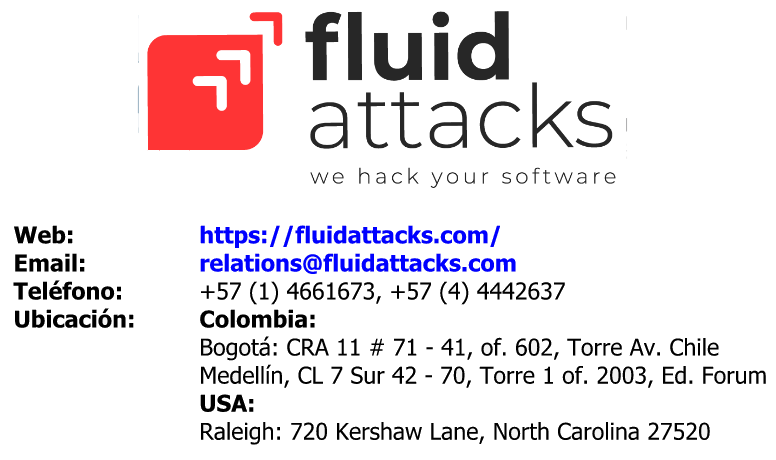 fluid
attacks
we hack your software
Web: https://fluidattacks.com/
Email: relations@fluidattacks.com
Teléfono: +57 (1) 4661673, +57 (4) 4442637
Ubicación: Colombia:
Bogotá: CRA 11 # 71 - 41, of. 602, Torre Av. Chile
Medellín, CL 7 Sur 42 - 70, Torre 1 of. 2003, Ed. Forum
USA:
Raleigh: 720 Kershaw Lane, North Carolina 27520